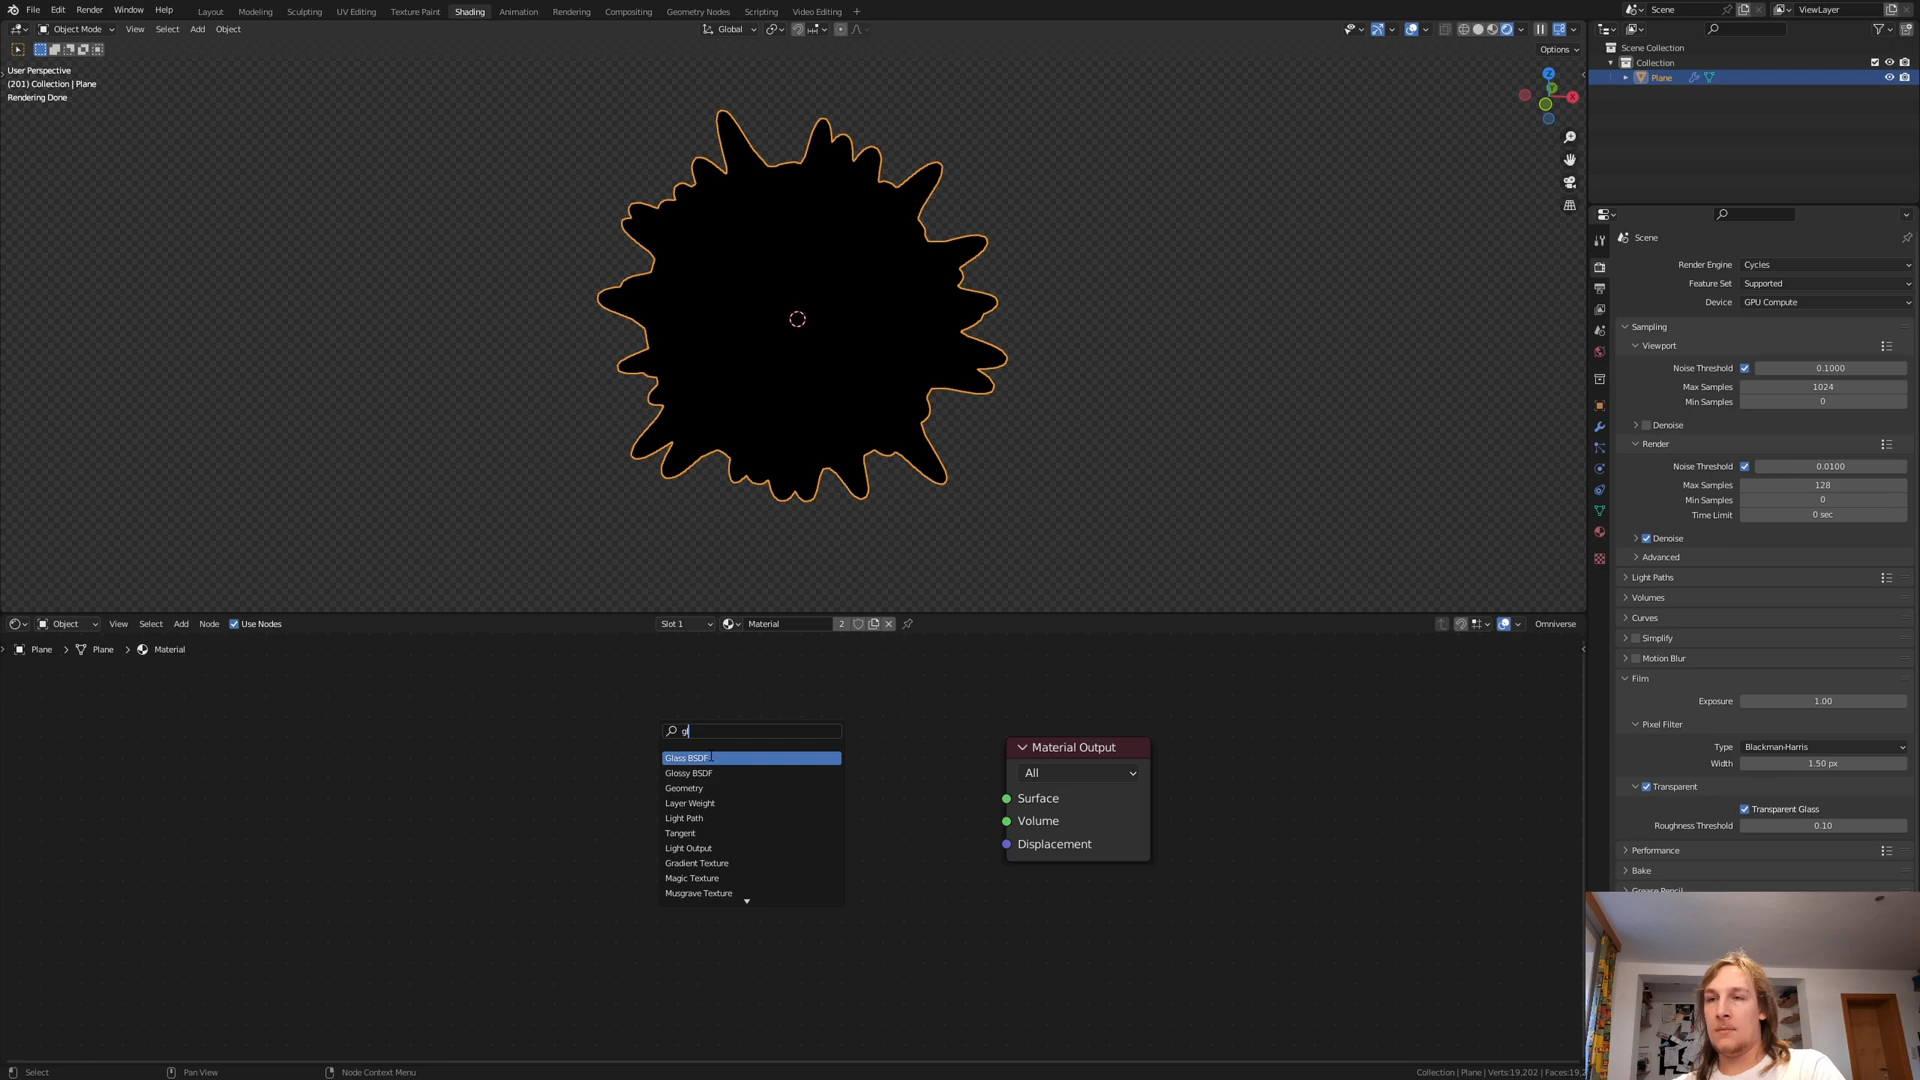 File Edit Render Window Help
Layout Modeling Sculpting UV Editing Texture Paint Shading Animation Rendering Compositing Geometry Nodes Scripting Video Editing +
Scene
ViewLayer
Object Mode View Select Add Object
Global
Options
User Perspective
(201) Collection | Plane
Rendering Done
Z
X
Scene Collection
Collection
Plane
Scene
Render Engine Cycles
Feature Set Supported
Device GPU Compute
Sampling
Viewport
Noise Threshold 0.1000
Max Samples 1024
Min Samples 0
Denoise
Render
Noise Threshold 0.0100
Max Samples 128
Min Samples 0
Time Limit 0 sec
Denoise
Advanced
Light Paths
Volumes
Curves
Simplify
Motion Blur
Film
Exposure 1.00
Pixel Filter
Type Blackman-Harris
Width 1.50 px
Transparent
Transparent Glass
Roughness Threshold 0.10
Performance
Bake
Grease Pencil
Object View Select Add Node Use Nodes
Slot 1
Material 2
Omniverse
Plane > Plane > Material
gl
Glass BSDF
Glossy BSDF
Geometry
Layer Weight
Light Path
Tangent
Light Output
Gradient Texture
Magic Texture
Musgrave Texture
Material Output
All
Surface
Volume
Displacement
Select
Pan View
Node Context Menu
Collection | Plane | Verts:19,202 | Faces:19,2